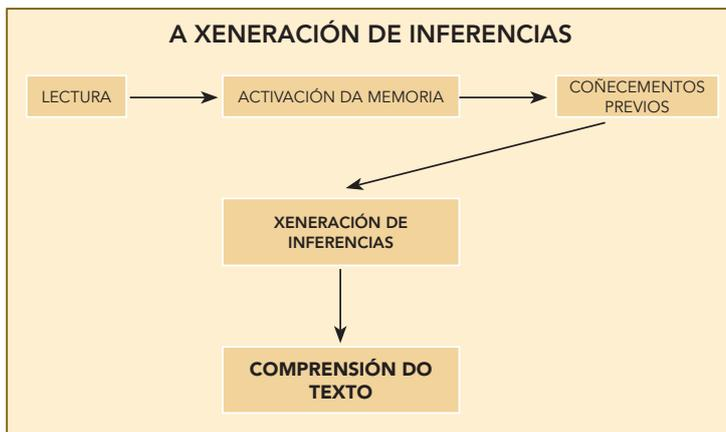 A XENERACIÓN DE INFERENCIAS
LECTURA
ACTIVACIÓN DA MEMORIA
COÑECEMENTOS
PREVIOS
XENERACIÓN DE
INFERENCIAS
COMPRENSIÓN DO
TEXTO